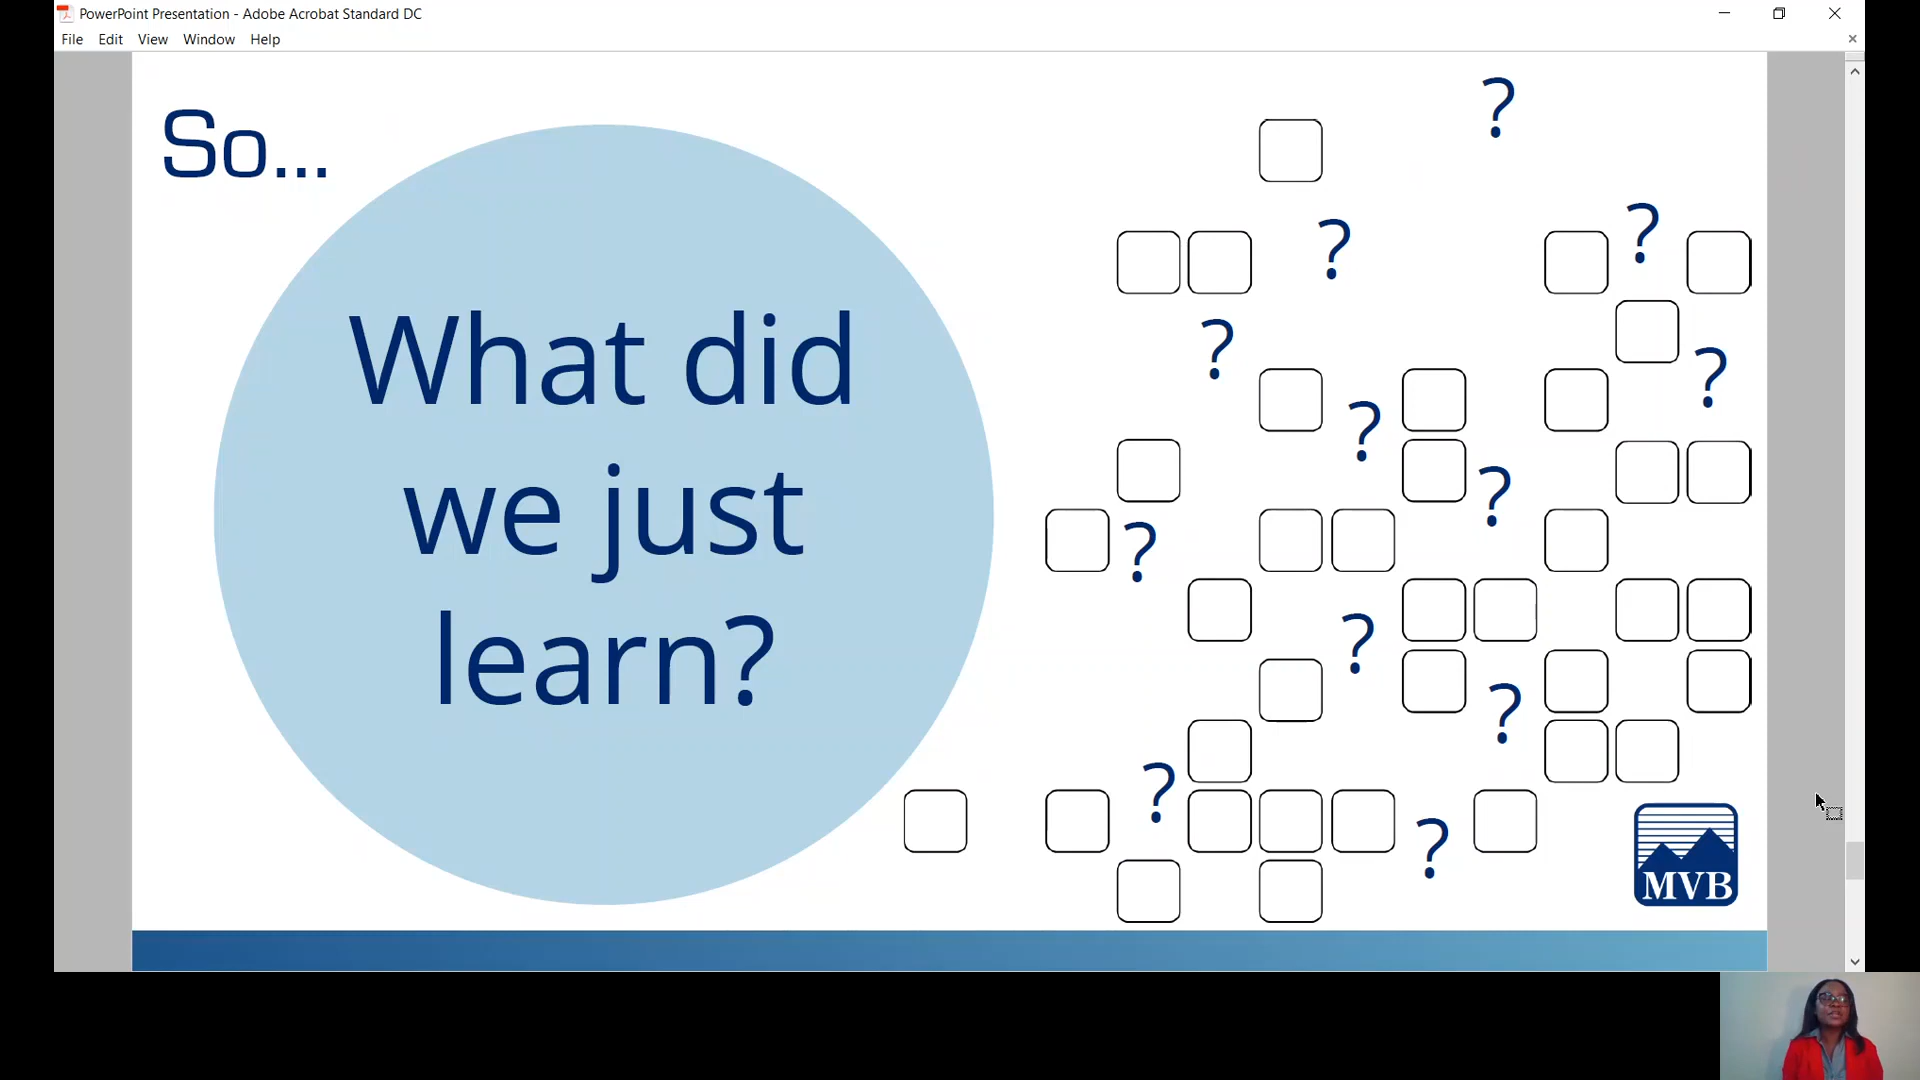 PowerPoint Presentation - Adobe Acrobat Standard DC
File Edit View Window Help
So...
What did
we just
learn?
?
?
?
?
?
?
?
?
?
?
?
?
MVB